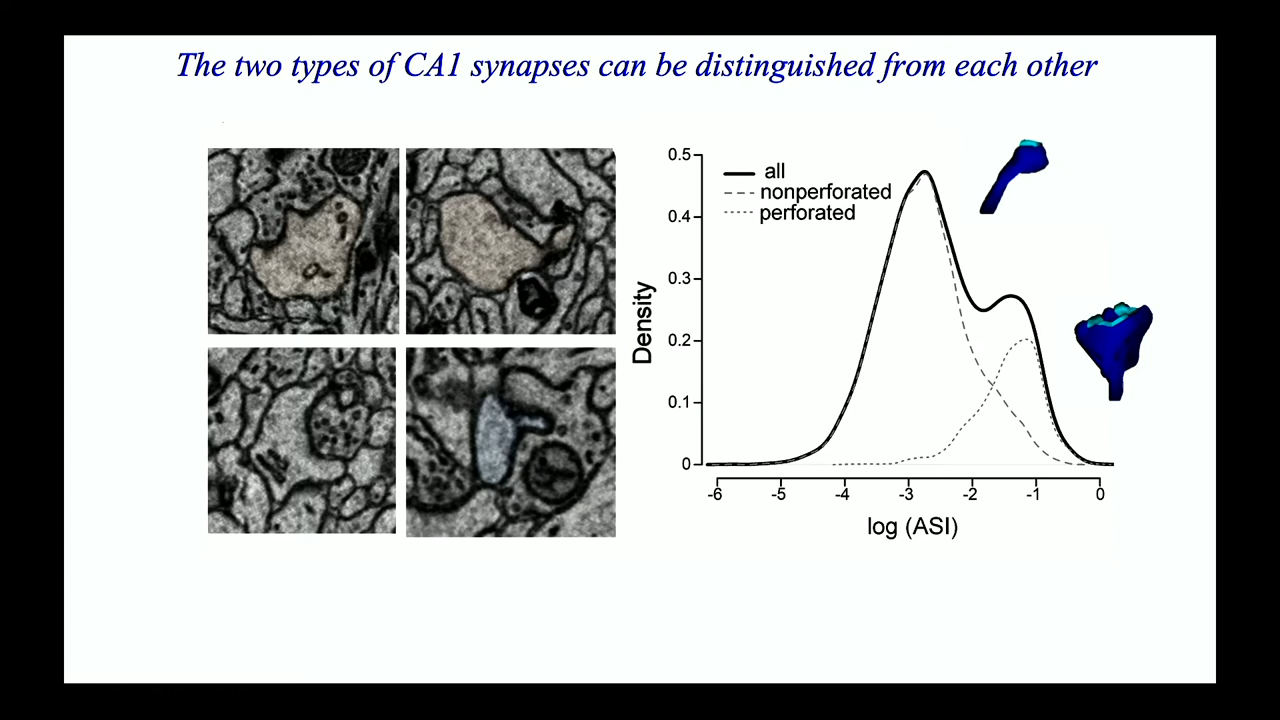 The two types of CA1 synapses can be distinguished from each other
all
nonperforated
perforated
Density
0.5
0.4
0.3
0.2
0.1
0
-6 -5 -4 -3 -2 -1 0
log (ASI)